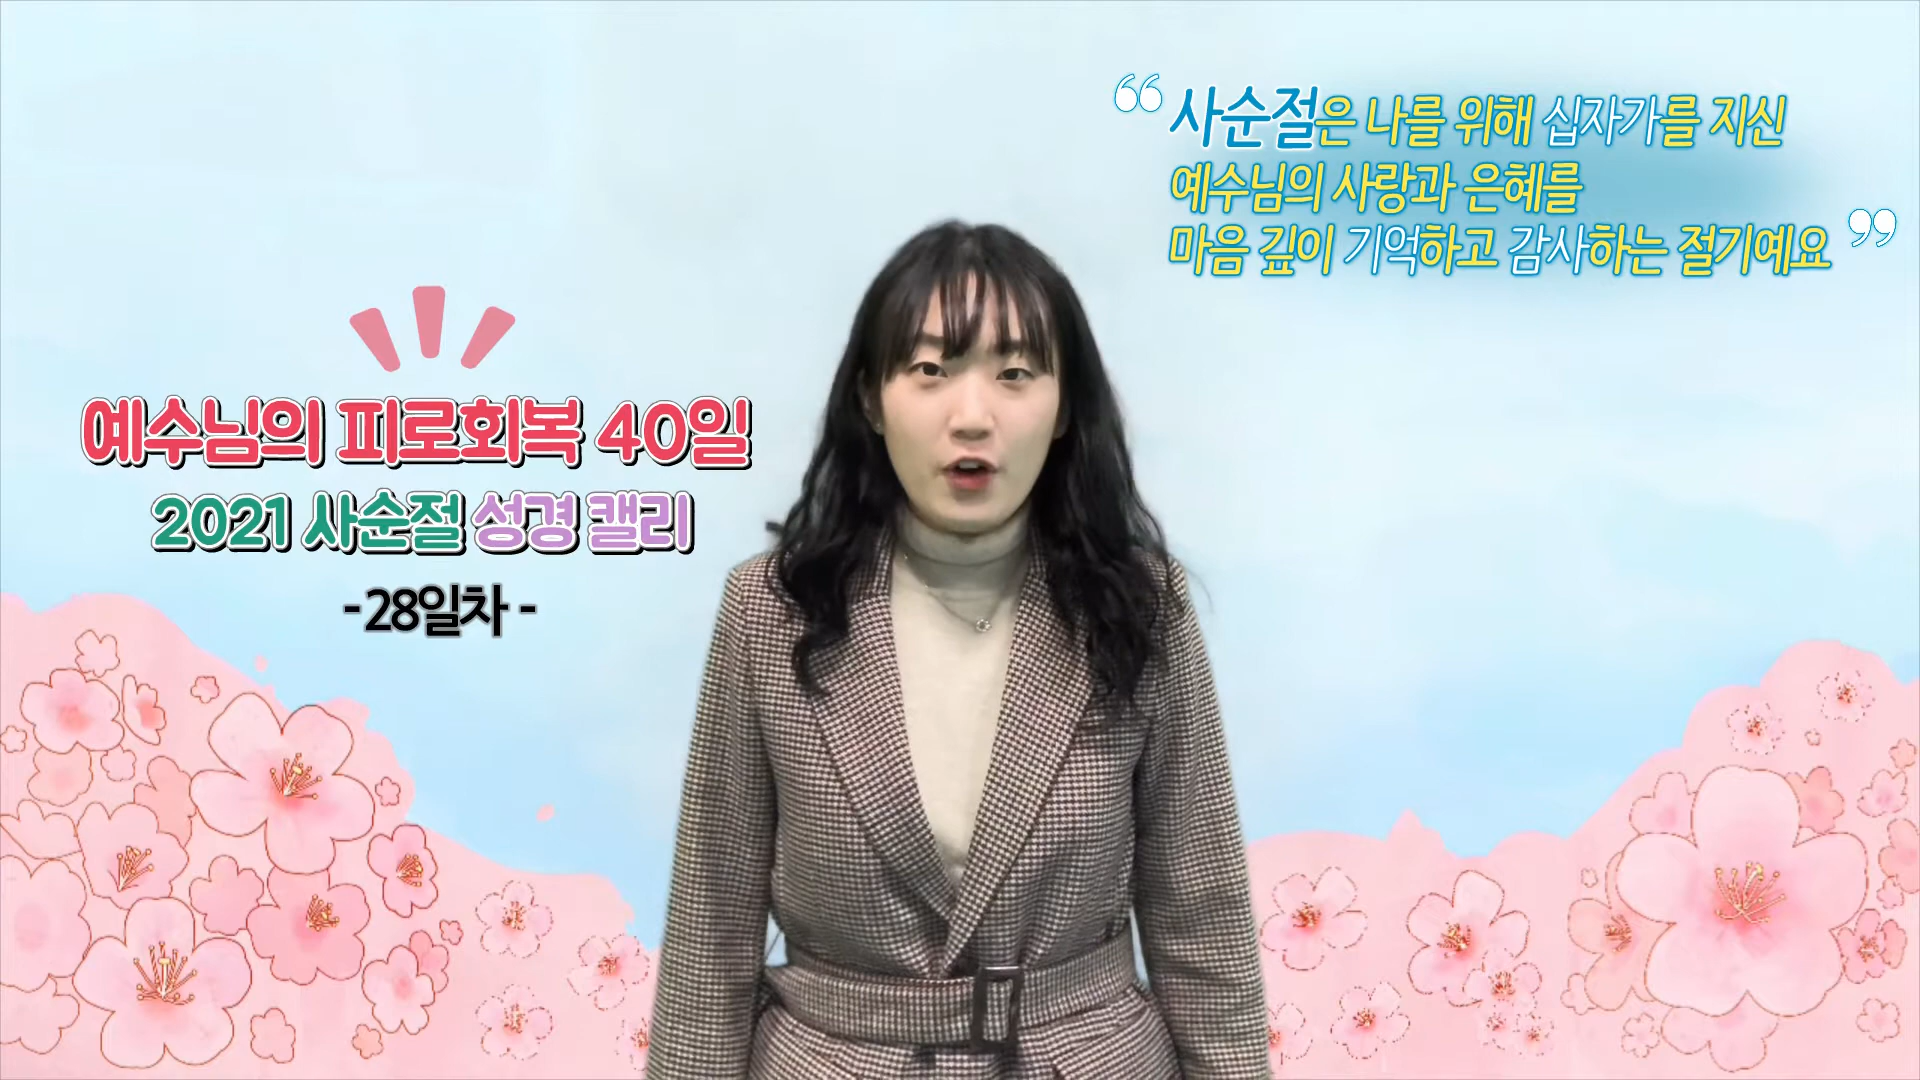 “사순절은 나를 위해 십자가를 지신
예수님의 사랑과 은혜를
마음 깊이 기억하고 감사하는 절기예요”
예수님의 피로회복 40일
2021 사순절 성경 캘리
-28일차-